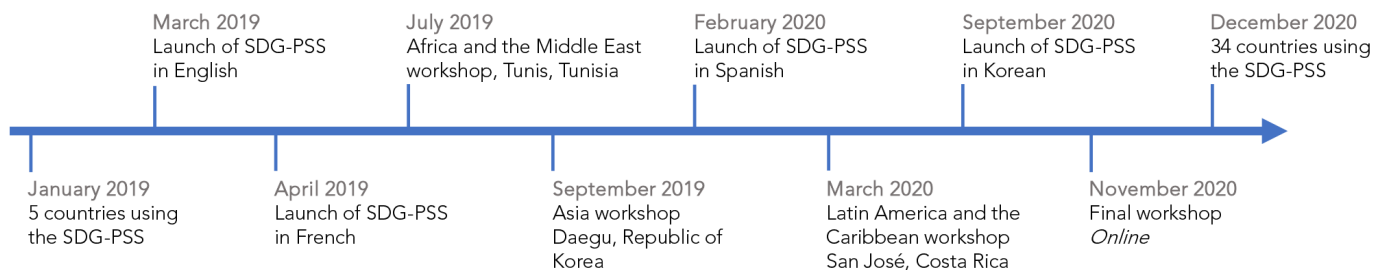 March 2019
Launch of SDG-PSS
in English
July 2019
Africa and the Middle East
workshop, Tunis, Tunisia
February 2020
Launch of SDG-PSS
in Spanish
September 2020
Launch of SDG-PSS
in Korean
December 2020
34 countries using
the SDG-PSS
January 2019
5 countries using
the SDG-PSS
April 2019
Launch of SDG-PSS
in French
September 2019
Asia workshop
Daegu, Republic of
Korea
March 2020
Latin America and the
Caribbean workshop
San José, Costa Rica
November 2020
Final workshop
Online